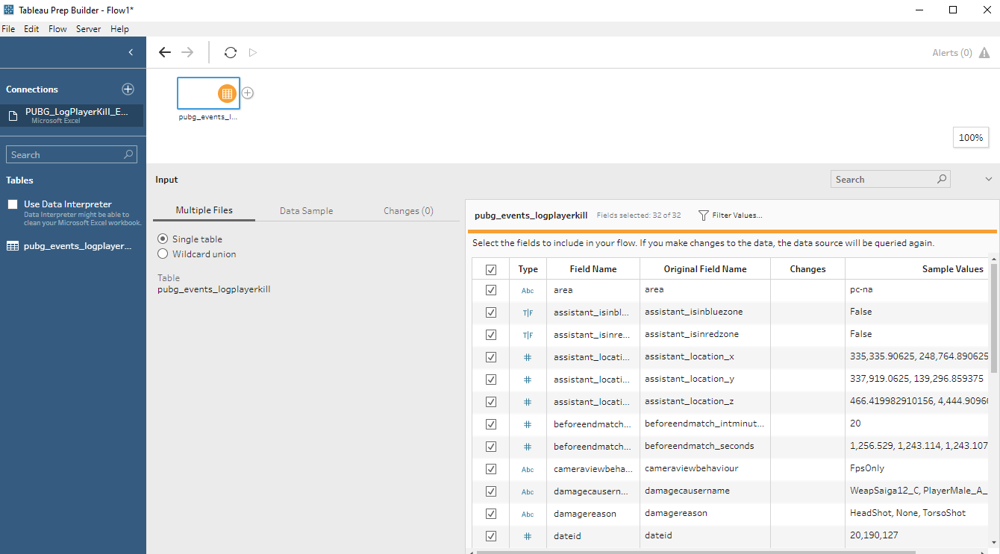 Tableau Prep Builder - Flow1*
File Edit Flow Server Help
Alerts (0)
Connections
PUBG_LogPlayerKill_E...
Microsoft Excel
pubg_events_l...
100%
Search
Tables
Use Data Interpreter
Data Interpreter might be able to
clean your Microsoft Excel workbook.
pubg_events_logplayer...
Input
Search
Multiple Files Data Sample Changes (0)
Single table
Wildcard union
Table
pubg_events_logplayerkill
pubg_events_logplayerkill Fields selected: 32 of 32 Filter Values...
Select the fields to include in your flow. If you make changes to the data, the data source will be queried again.
Type Field Name Original Field Name Changes Sample Values
Abc area area pc-na
T|F assistant_isinbl... assistant_isinbluezone False
T|F assistant_isinre... assistant_isinredzone False
# assistant_locati... assistant_location_x 335,335.90625, 248,764.890625
# assistant_locati... assistant_location_y 337,919.0625, 139,296.859375
# assistant_locati... assistant_location_z 466.419982910156, 4,444.9096
# beforeendmatch... beforeendmatch_intminut... 20
# beforeendmatch... beforeendmatch_seconds 1,256.529, 1,243.114, 1,243.107
Abc cameraviewbeha... cameraviewbehaviour FpsOnly
Abc damagecausern... damagecausername WeapSaiga12_C, PlayerMale_A_
Abc damagereason damagereason HeadShot, None, TorsoShot
# dateid dateid 20,190,127